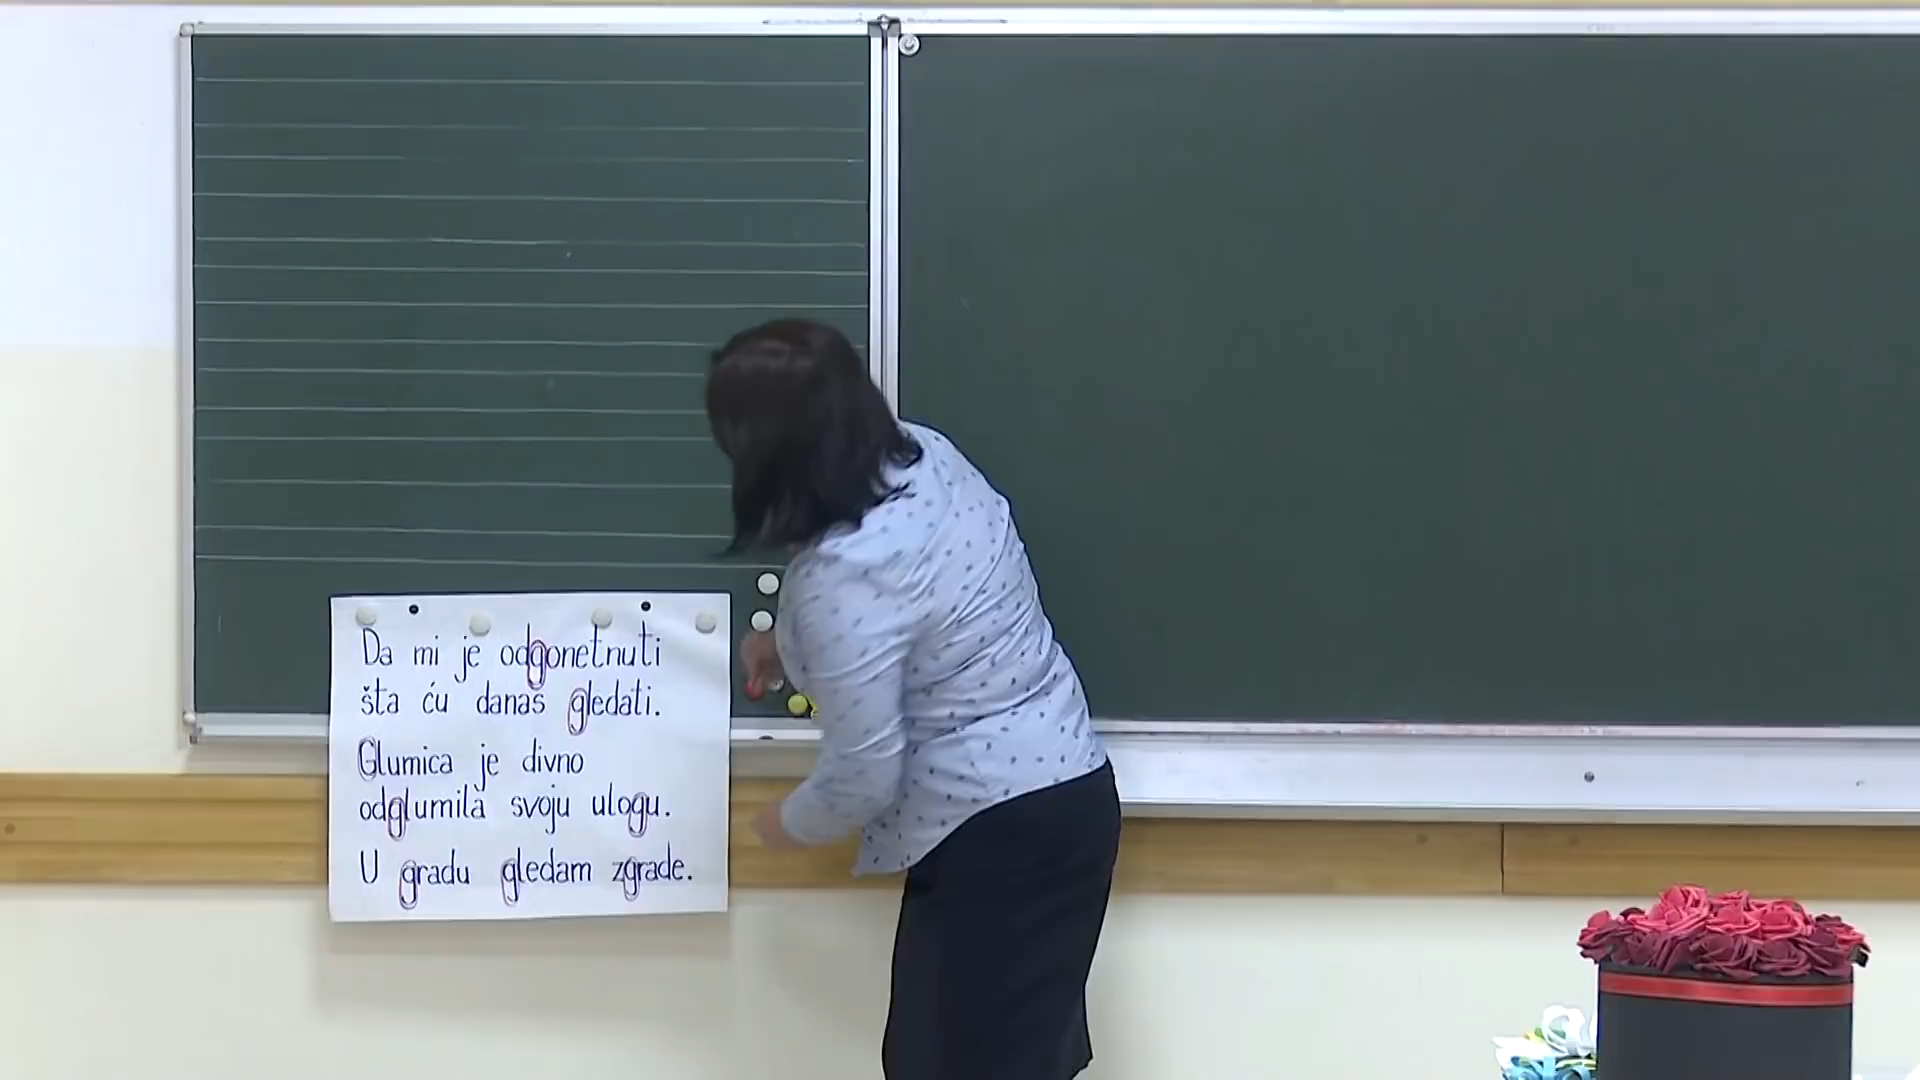 Da mi je odgonetnuti
šta ću danas gledati.
Glumica je divno
odglumila svoju ulogu.
U gradu gledam zgrade.